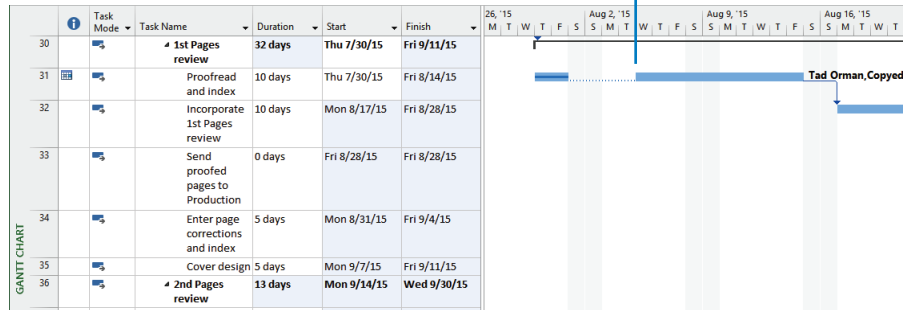 Task Mode Task Name Duration Start Finish 26, '15 Aug 2, '15 Aug 9, '15 Aug 16, '15
M T W T F S S M T W T F S S M T W T F S S M T W T
30 1st Pages review 32 days Thu 7/30/15 Fri 9/11/15
31 Proofread and index 10 days Thu 7/30/15 Fri 8/14/15 Tad Orman,Copyed
32 Incorporate 1st Pages review 10 days Mon 8/17/15 Fri 8/28/15
33 Send proofed pages to Production 0 days Fri 8/28/15 Fri 8/28/15
34 Enter page corrections and index 5 days Mon 8/31/15 Fri 9/4/15
35 Cover design 5 days Mon 9/7/15 Fri 9/11/15
36 2nd Pages review 13 days Mon 9/14/15 Wed 9/30/15
GANTT CHART